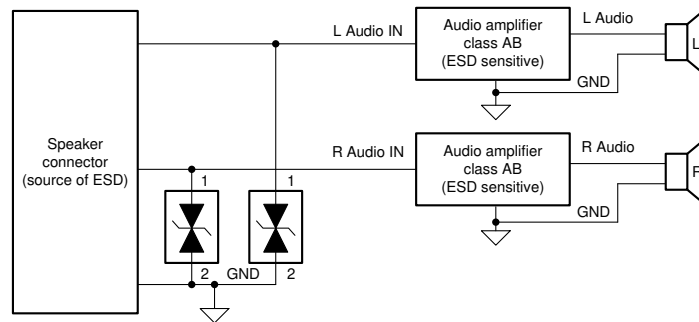 L Audio IN
Audio amplifier
class AB
(ESD sensitive)
L Audio
GND
L
Speaker
connector
(source of ESD)
R Audio IN
Audio amplifier
class AB
(ESD sensitive)
R Audio
GND
R
1
1
2
GND
2